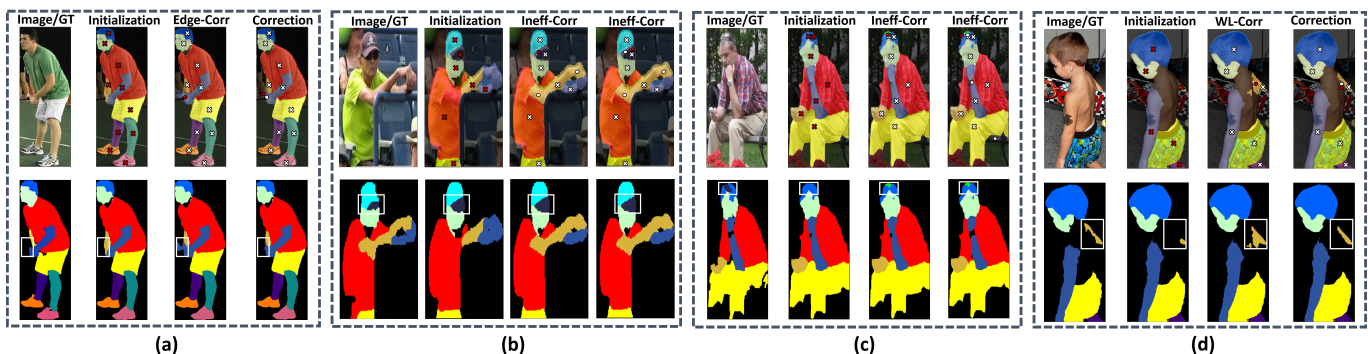 Image/GT Initialization Edge-Corr Correction
Image/GT Initialization Ineff-Corr Ineff-Corr
Image/GT Initialization Ineff-Corr Ineff-Corr
Image/GT Initialization WL-Corr Correction
(a) (b) (c) (d)